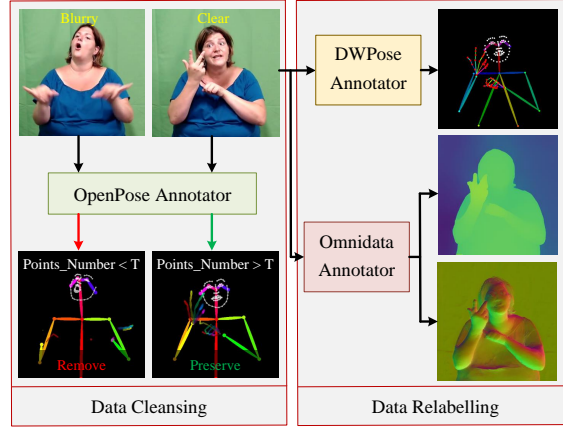 Blurry
Clear
OpenPose Annotator
Points_Number < T
Points_Number > T
Remove
Preserve
Data Cleansing
DWPose
Annotator
Omnidata
Annotator
Data Relabelling